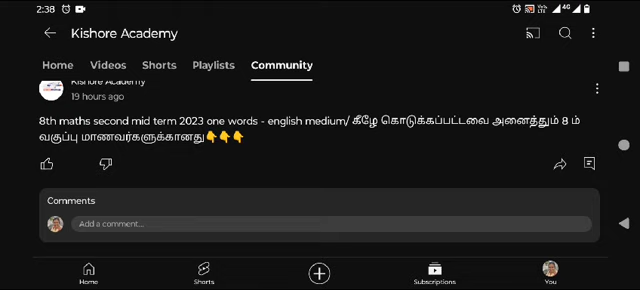 2:38
4G
Kishore Academy
Home Videos Shorts Playlists Community
Kishore Academy
19 hours ago
8th maths second mid term 2023 one words - english medium/ கீழே கொடுக்கப்பட்டவை அனைத்தும் 8 ம்
வகுப்பு மாணவர்களுக்கானது👇👇👇
Comments
Add a comment...
Home Shorts Subscriptions You